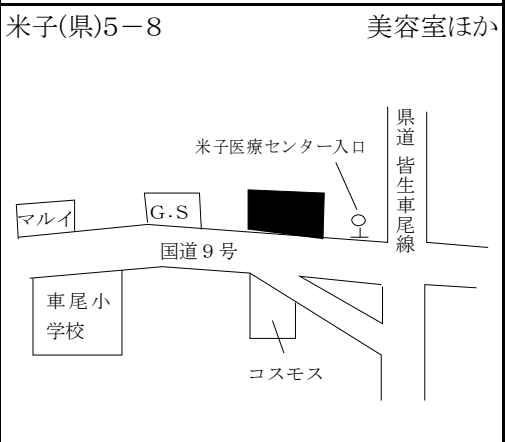 米子(県)5－8　美容室ほか
県道 皆生車尾線
米子医療センター入口
マルイ
G.S
国道９号
車尾小
学校
コスモス